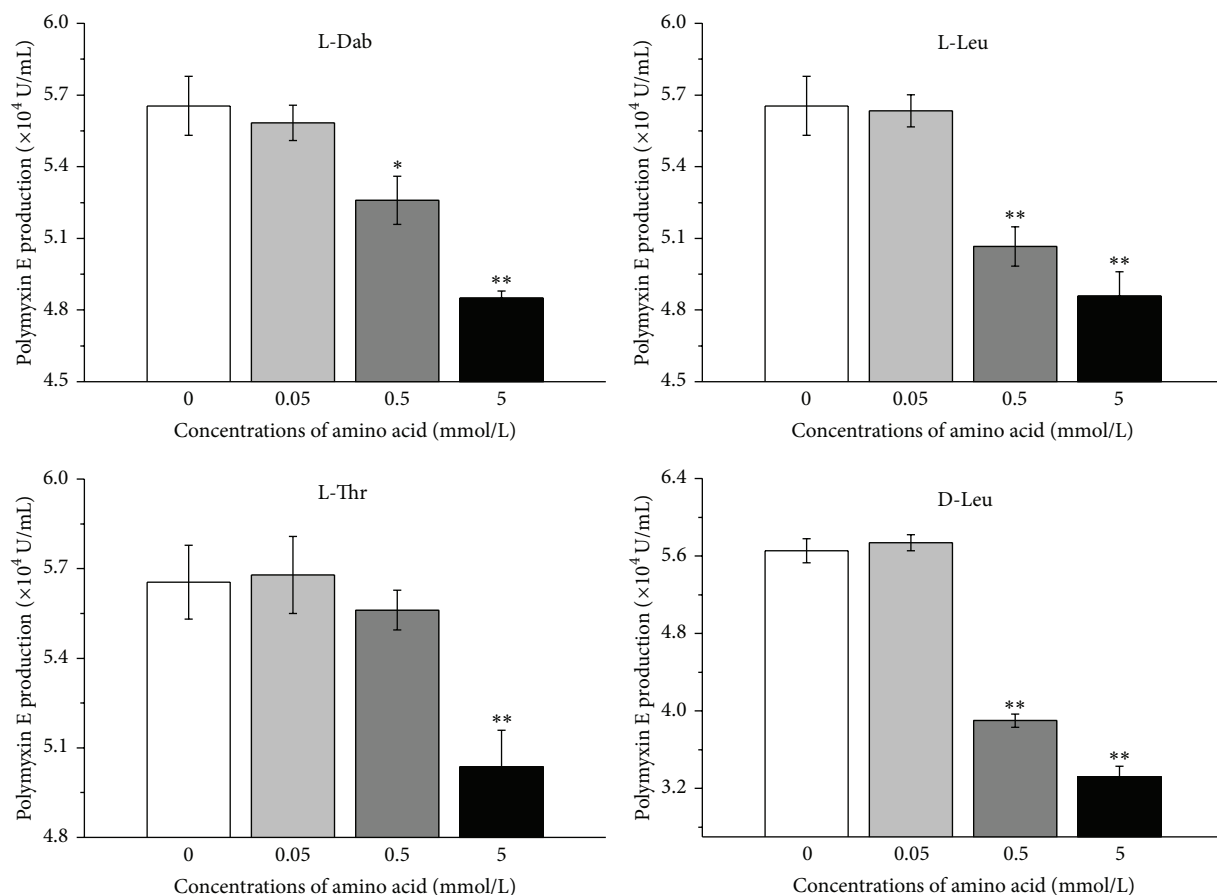 L-Dab
Polymyxin E production (×10⁴ U/mL)
6.0
5.7
5.4
5.1
4.8
4.5
*
**
0 0.05 0.5 5
Concentrations of amino acid (mmol/L)
L-Leu
Polymyxin E production (×10⁴ U/mL)
6.0
5.7
5.4
5.1
4.8
4.5
**
**
0 0.05 0.5 5
Concentrations of amino acid (mmol/L)
L-Thr
Polymyxin E production (×10⁴ U/mL)
6.0
5.7
5.4
5.1
4.8
**
0 0.05 0.5 5
Concentrations of amino acid (mmol/L)
D-Leu
Polymyxin E production (×10⁴ U/mL)
6.4
5.6
4.8
4.0
3.2
**
**
0 0.05 0.5 5
Concentrations of amino acid (mmol/L)